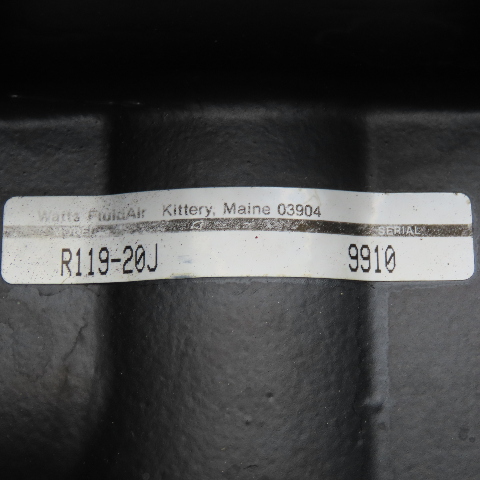 Watts FluidAir Kittery, Maine 03904
SERIAL
R119-20J 9910